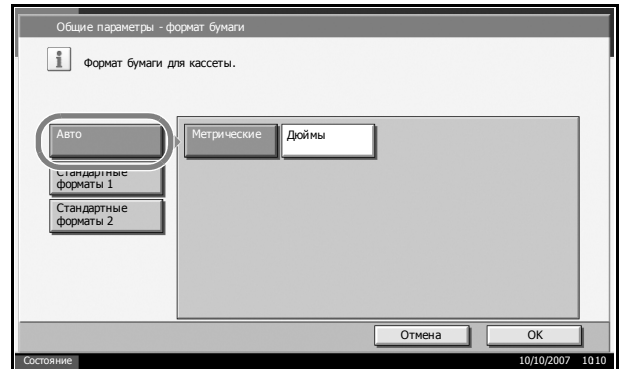 Общие параметры - формат бумаги
i Формат бумаги для кассеты.
Авто
Метрические
Дюймы
Стандартные
форматы 1
Стандартные
форматы 2
Отмена
OK
Состояние
10/10/2007 10:10